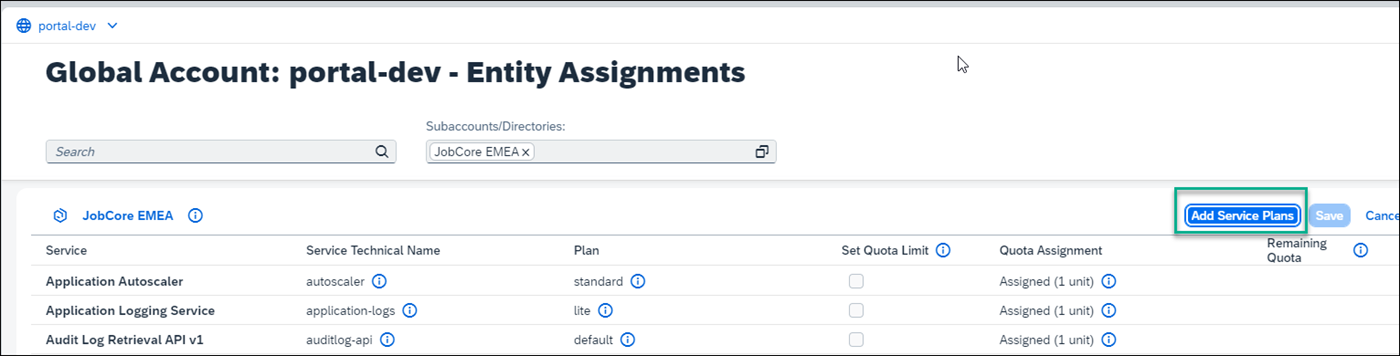 portal-dev
Global Account: portal-dev - Entity Assignments
Subaccounts/Directories:
Search
JobCore EMEA
JobCore EMEA
Add Service Plans Save Cance
Service Service Technical Name Plan Set Quota Limit Quota Assignment Remaining Quota
Application Autoscaler autoscaler standard Assigned (1 unit)
Application Logging Service application-logs lite Assigned (1 unit)
Audit Log Retrieval API v1 auditlog-api default Assigned (1 unit)